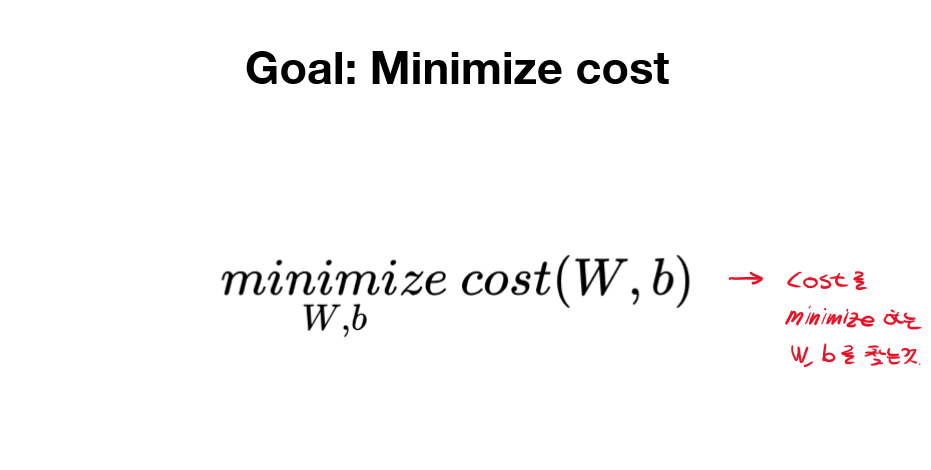 Goal: Minimize cost
minimize cost(W, b) → cost를
W,b minimize 하는
W, b를 찾는것.